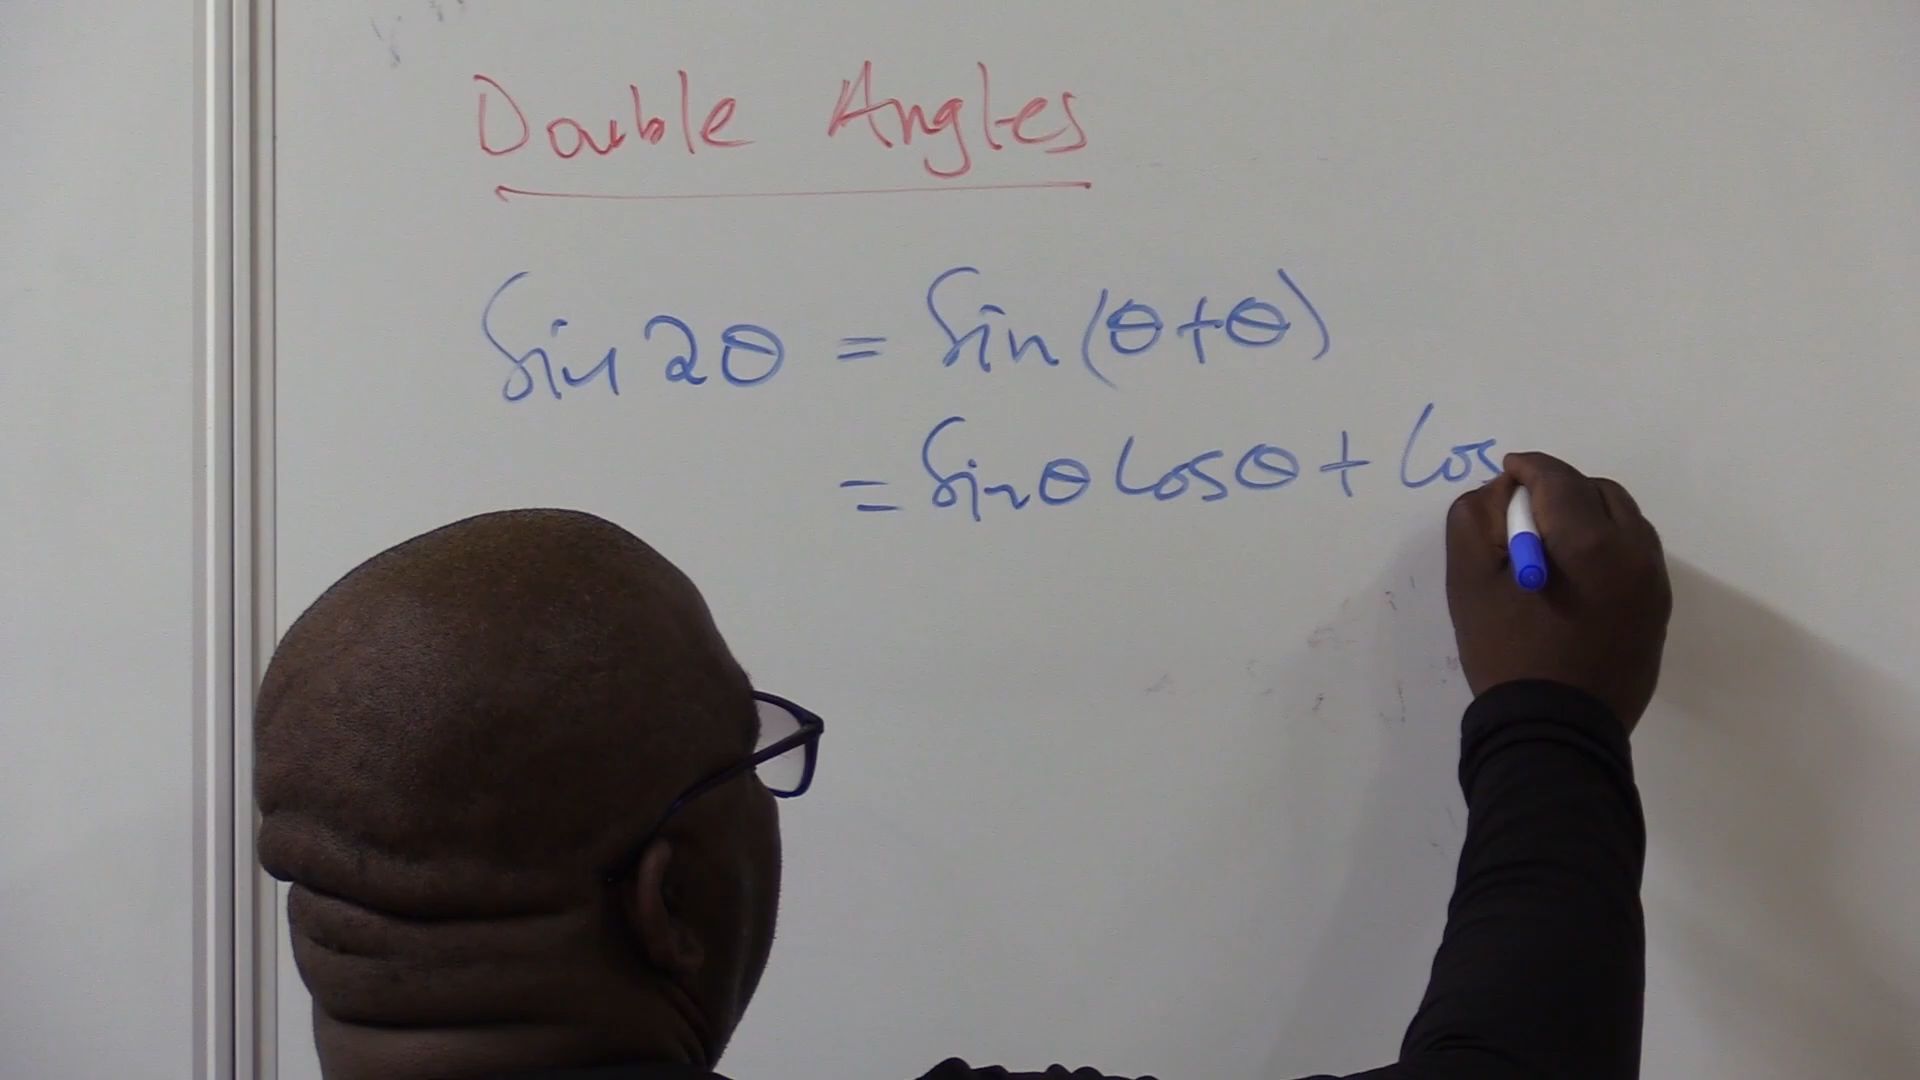 Double Angles
Sin 2θ = Sin(θ+θ)
= Sinθ Cosθ + Cos